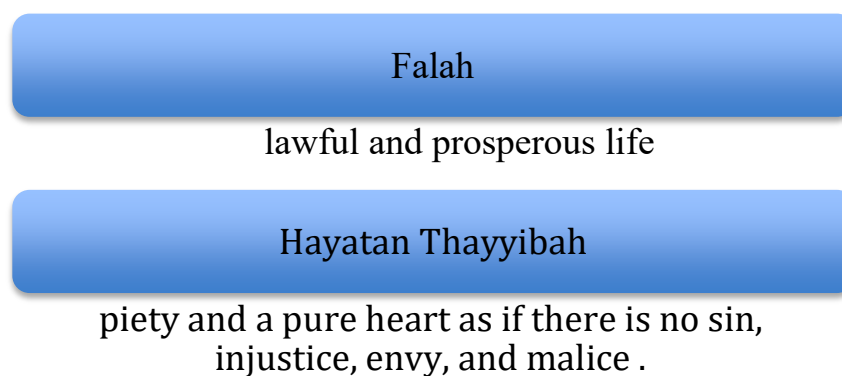 Falah
lawful and prosperous life
Hayatan Thayyibah
piety and a pure heart as if there is no sin,
injustice, envy, and malice .